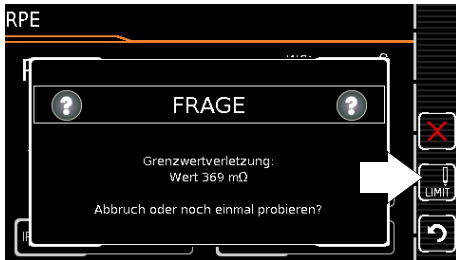 RPE
FRAGE
Grenzwertverletzung:
Wert 369 mΩ
Abbruch oder noch einmal probieren?
LIMIT